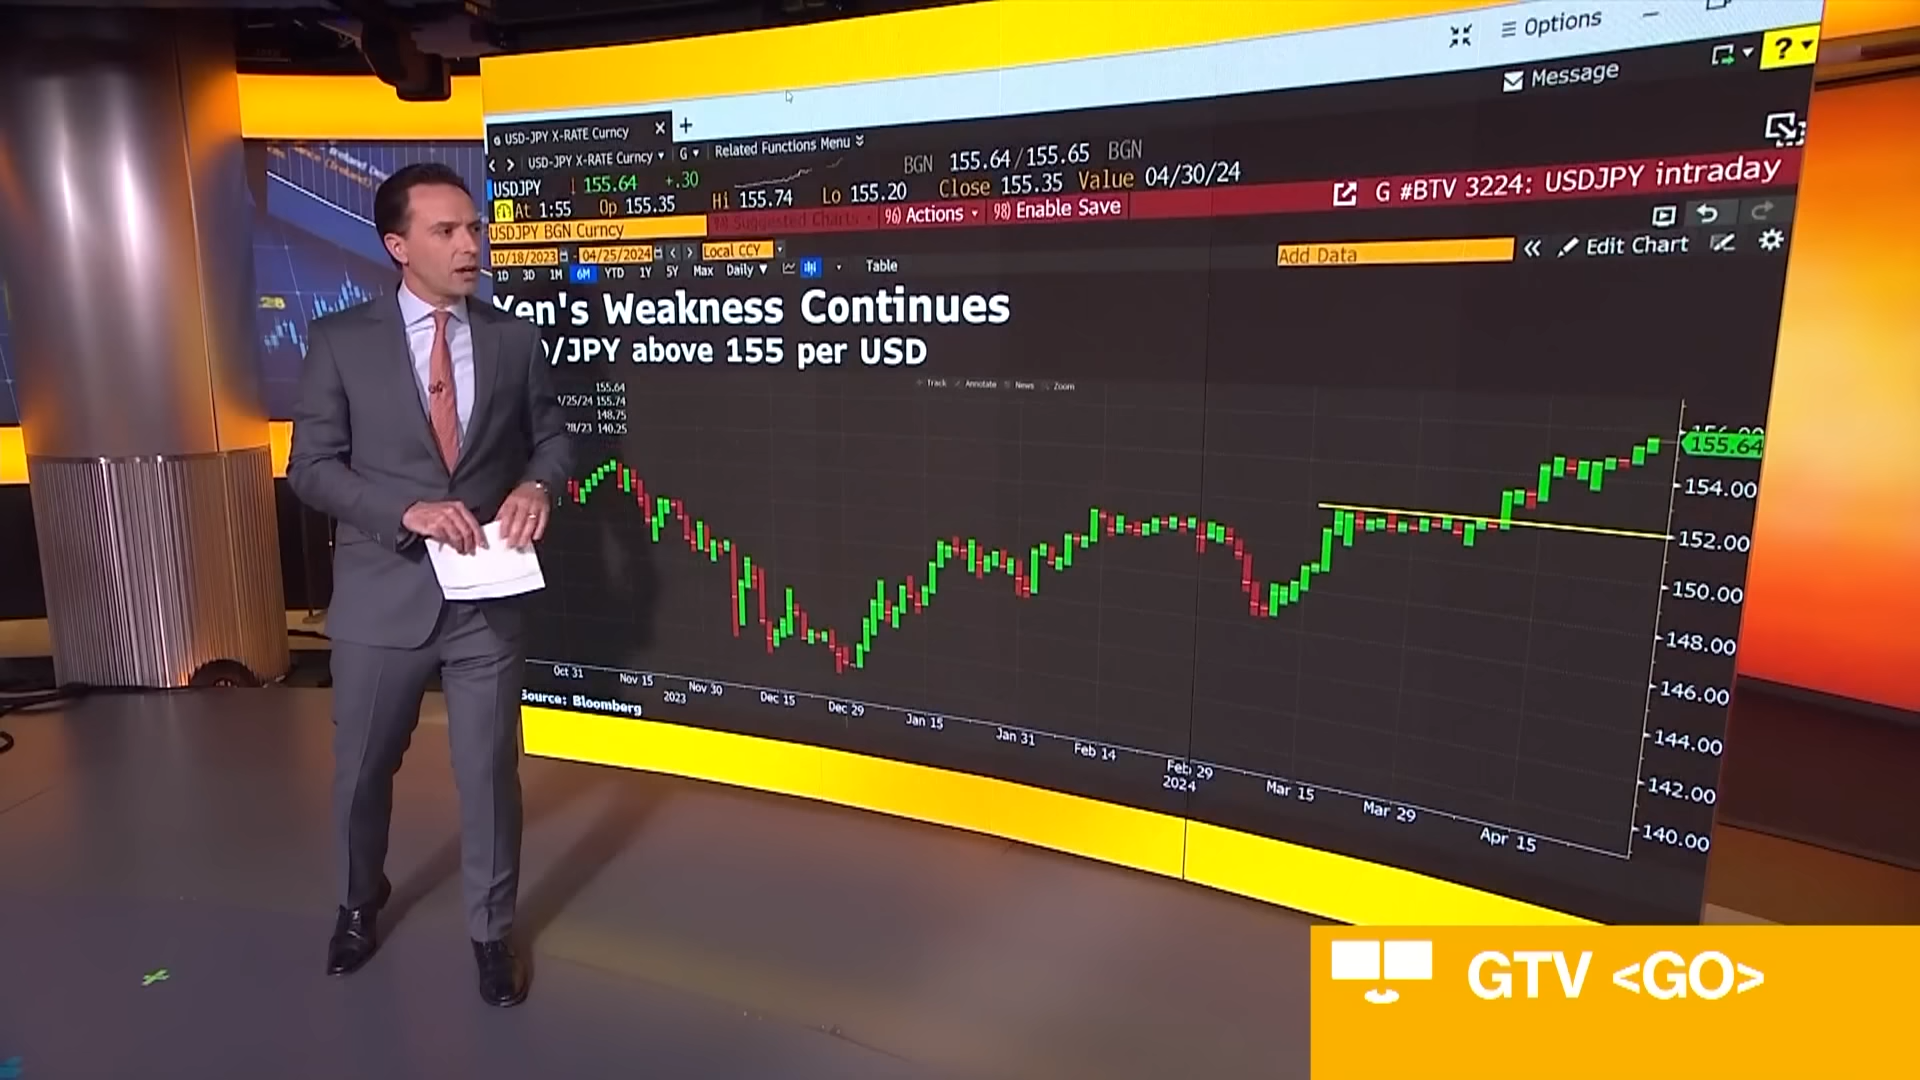 Options
Message
?
USD-JPY X-RATE Curncy × +
< > USD-JPY X-RATE Curncy G Related Functions Menu
USDJPY ↓ 155.64 +.30 BGN 155.64/155.65 BGN
At 1:55 Op 155.35 Hi 155.74 Lo 155.20 Close 155.35 Value 04/30/24
G #BTV 3224: USDJPY intraday
USDJPY BGN Curncy Suggested Charts 96) Actions 98) Enable Save
10/18/2023 - 04/25/2024 < > Local CCY Add Data « Edit Chart
1D 3D 1M 6M YTD 1Y 5Y Max Daily ▼ Table
Yen's Weakness Continues
/JPY above 155 per USD
Track Annotate News Zoom
155.64
/25/24 155.74
148.75
28/23 140.25
155.64
154.00
152.00
150.00
148.00
146.00
144.00
142.00
140.00
Oct 31 Nov 15 Nov 30 Dec 15 Dec 29 Jan 15 Jan 31 Feb 14 Feb 29 Mar 15 Mar 29 Apr 15
2023 2024
Source: Bloomberg
GTV <GO>